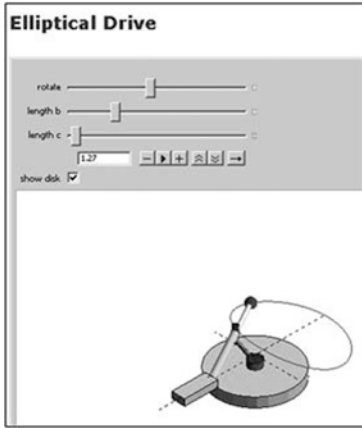 Elliptical Drive
rotate
length b
length c
1.27
show disk